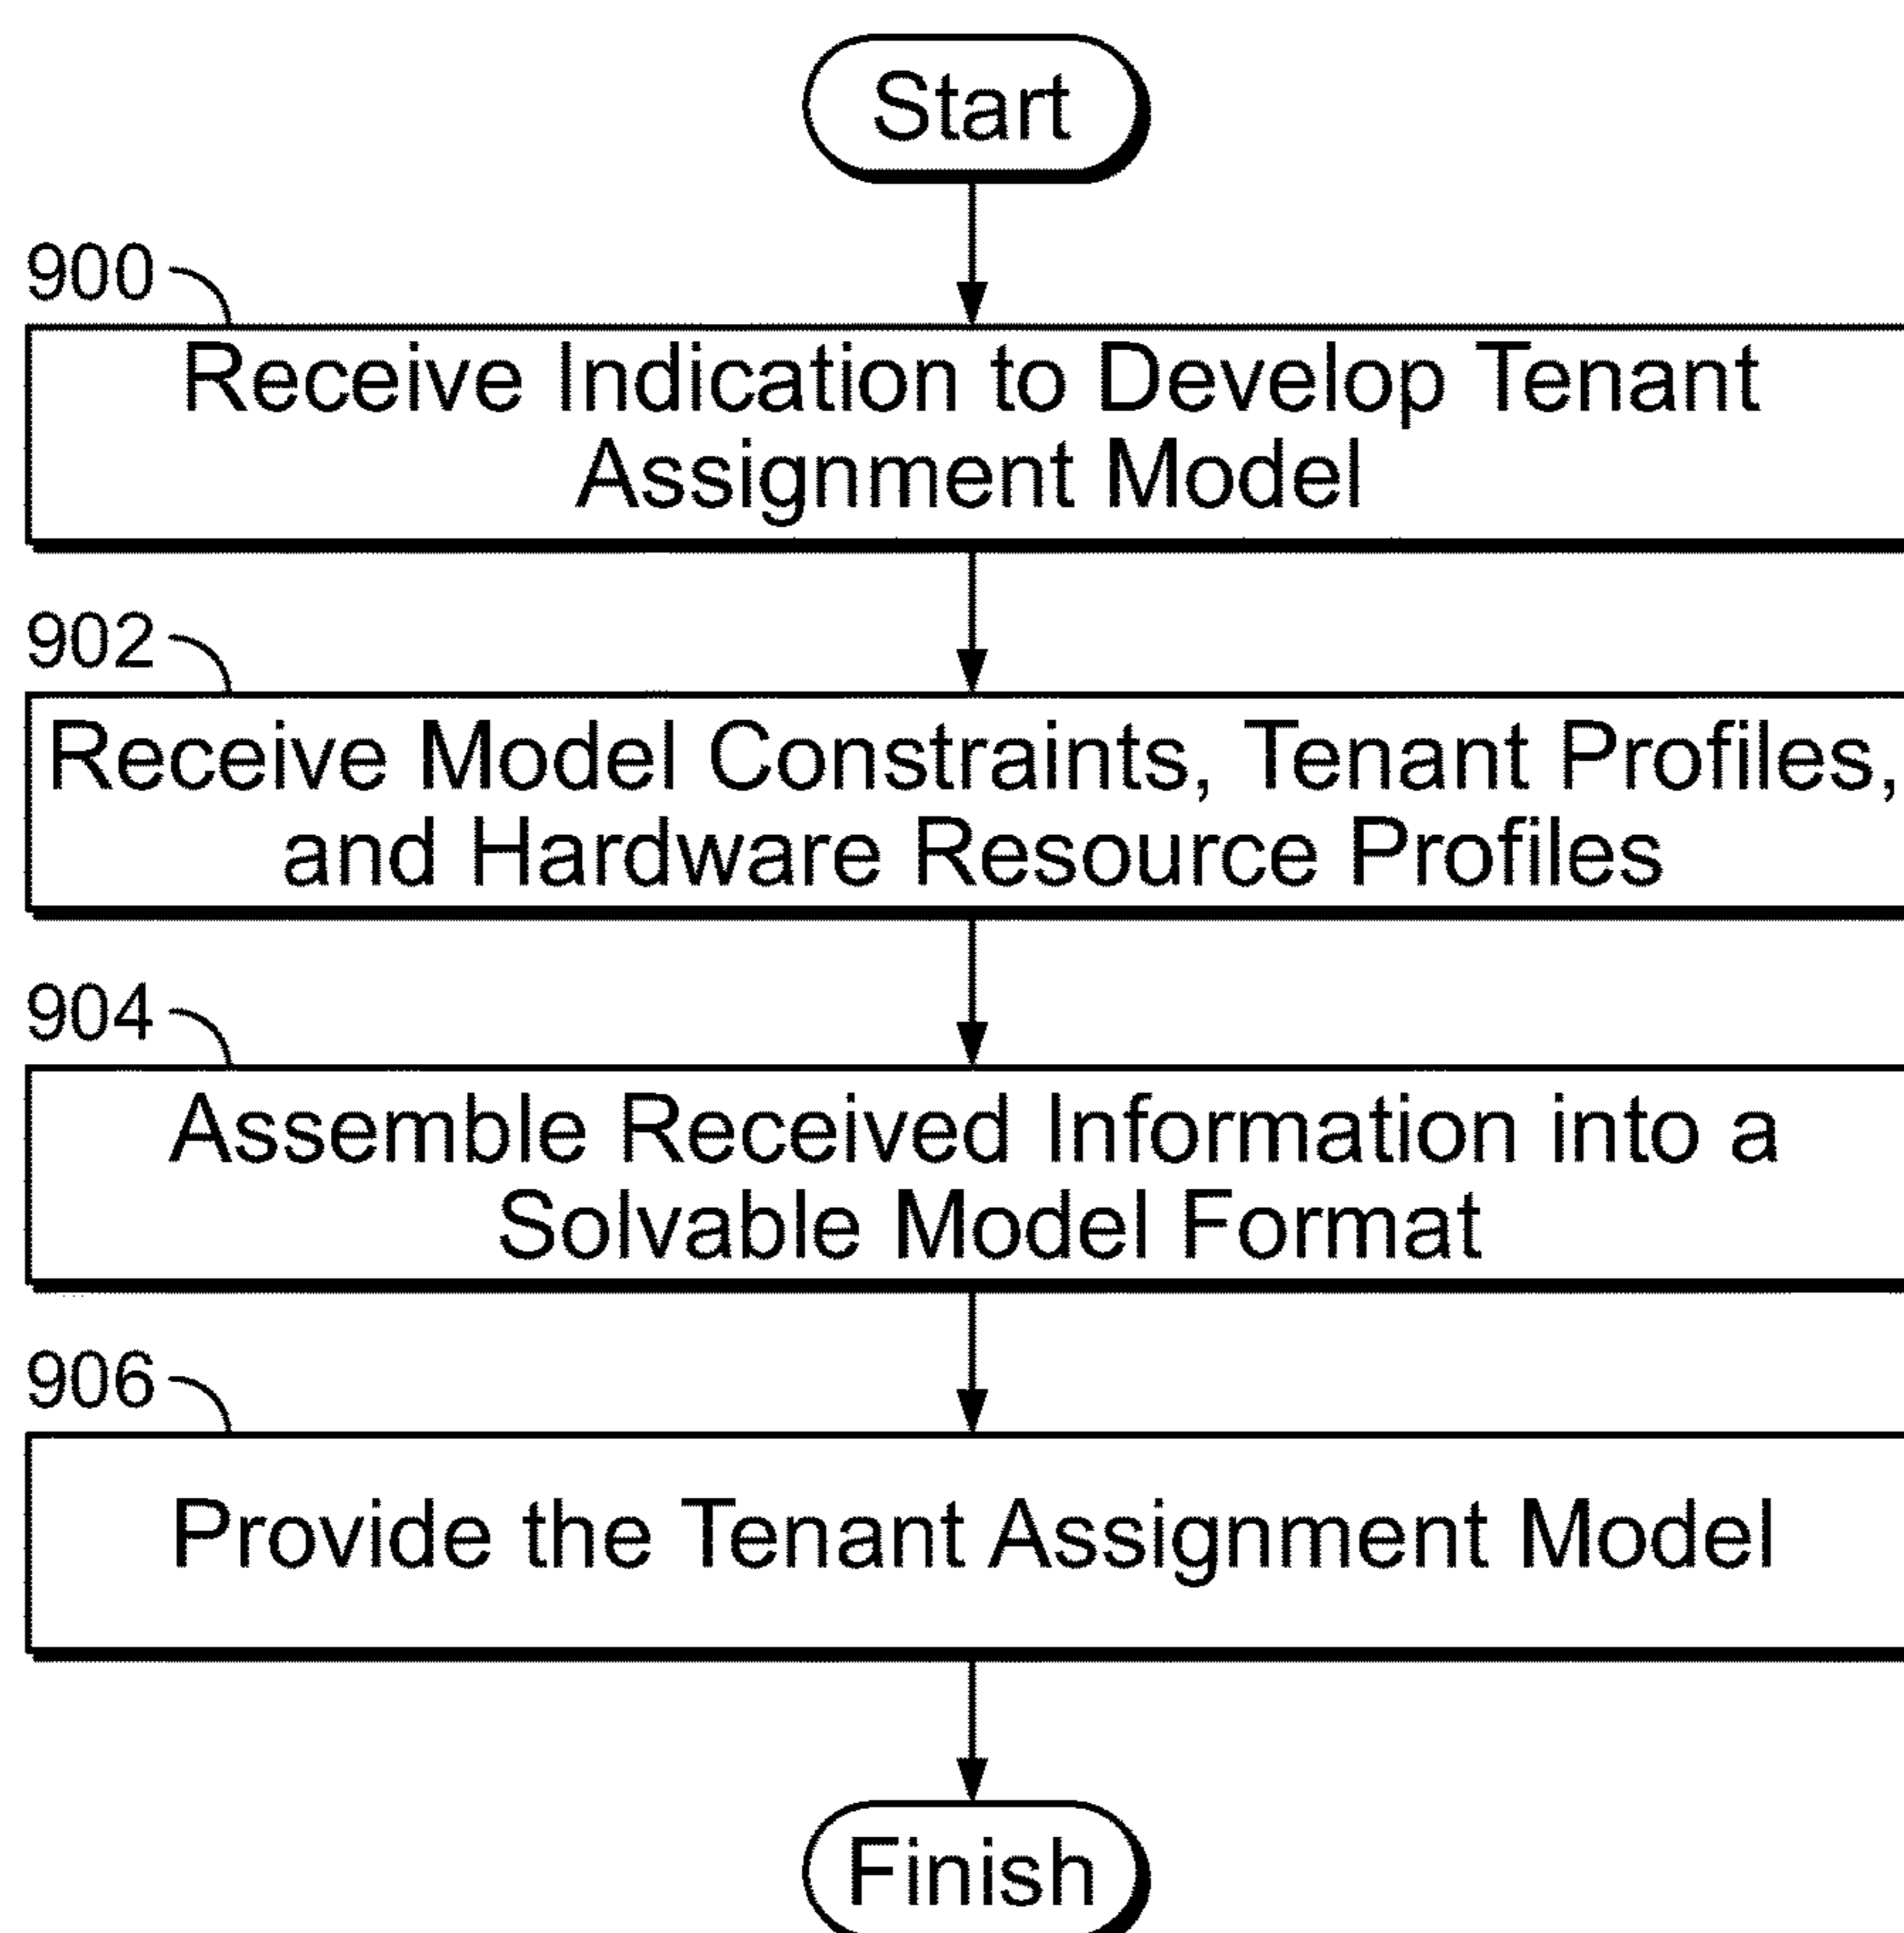 Start
900
Receive Indication to Develop Tenant
Assignment Model
902
Receive Model Constraints, Tenant Profiles,
and Hardware Resource Profiles
904
Assemble Received Information into a
Solvable Model Format
906
Provide the Tenant Assignment Model
Finish